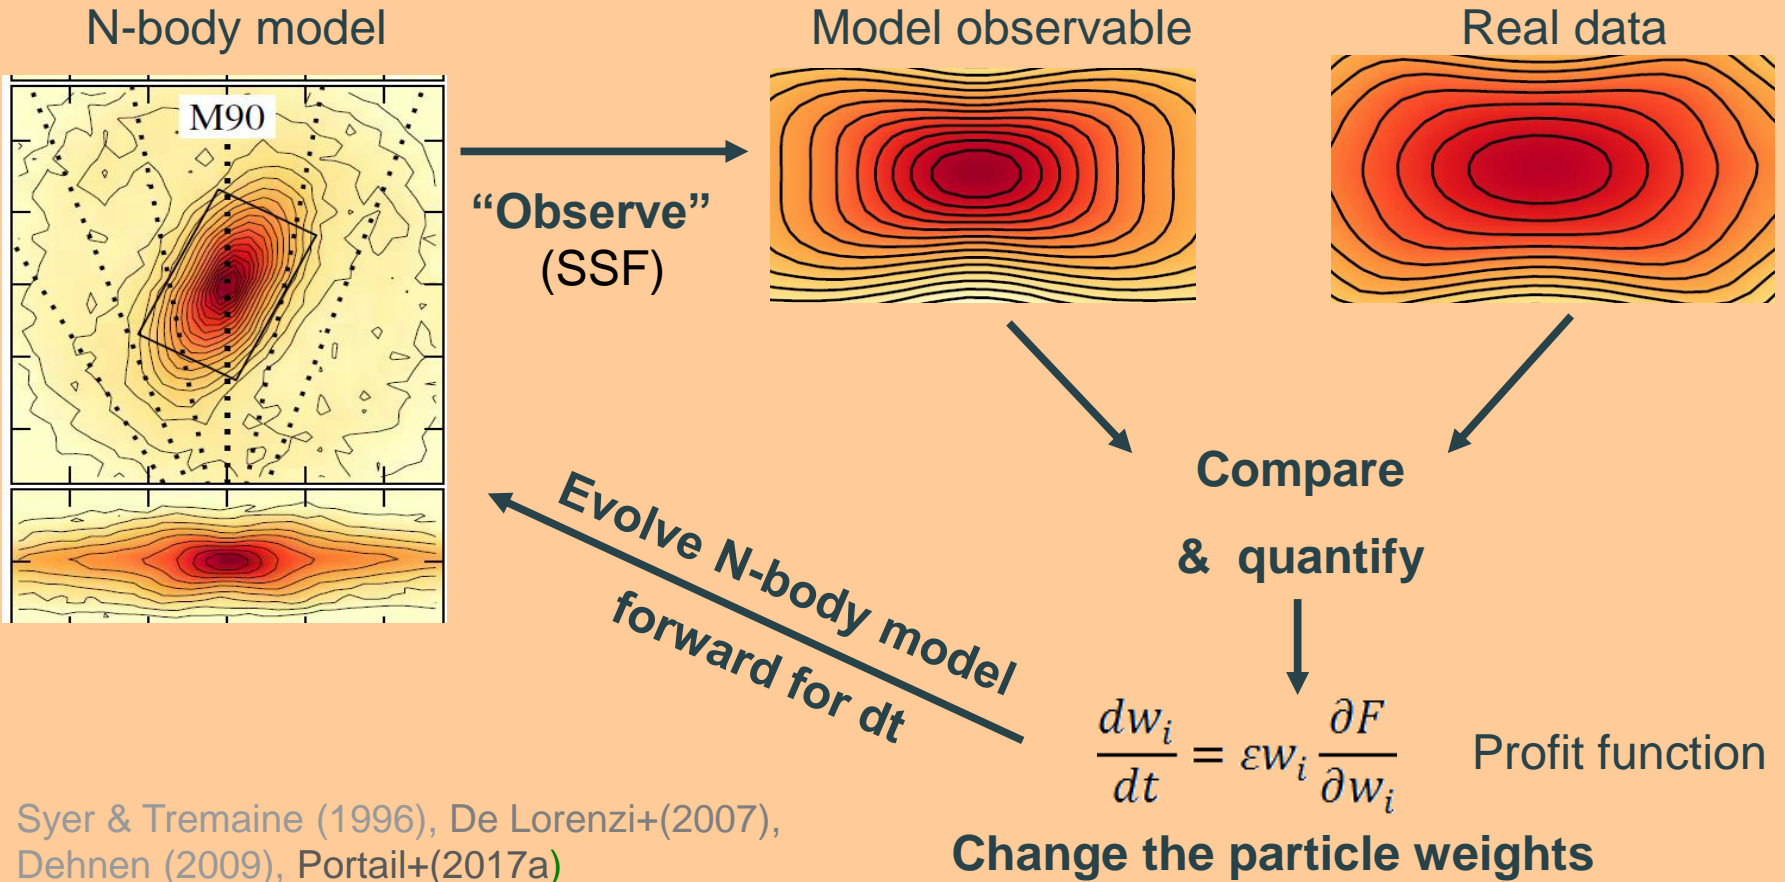 N-body model
Model observable
Real data
M90
“Observe”
(SSF)
Compare
& quantify
Evolve N-body model
forward for dt
dw_i/dt = εw_i ∂F/∂w_i
Profit function
Change the particle weights
Syer & Tremaine (1996), De Lorenzi+(2007),
Dehnen (2009), Portail+(2017a)